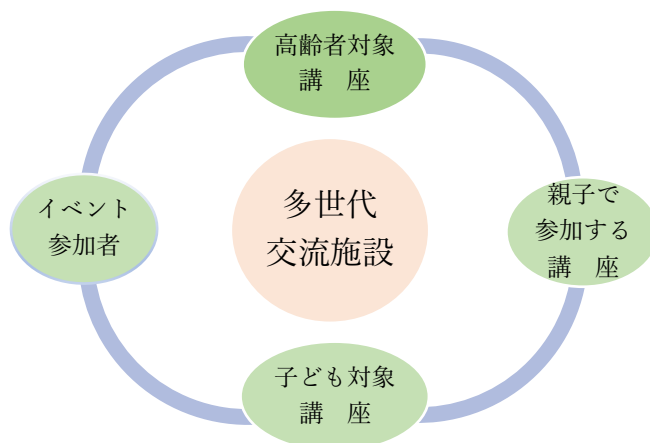 高齢者対象
講　座
イベント
参加者
多世代
交流施設
親子で
参加する
講　座
子ども対象
講　座